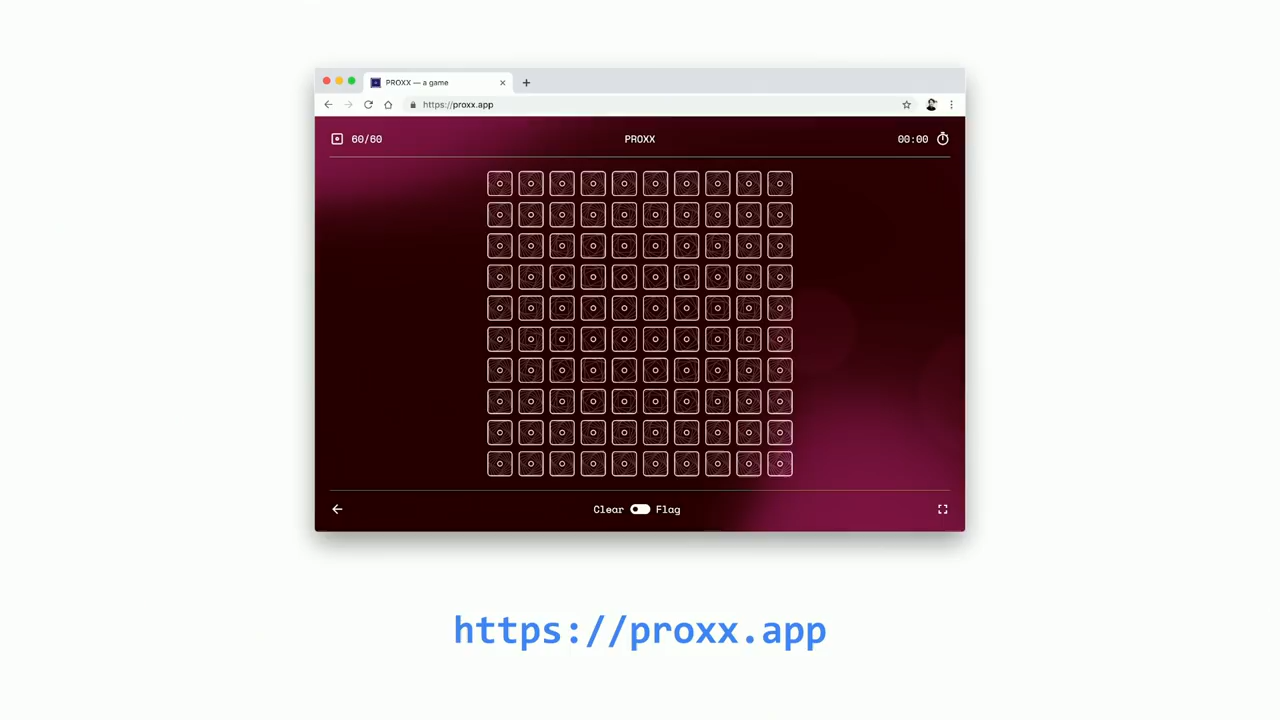 PROXX — a game
https://proxx.app
60/60
PROXX
00:00
Clear Flag
https://proxx.app